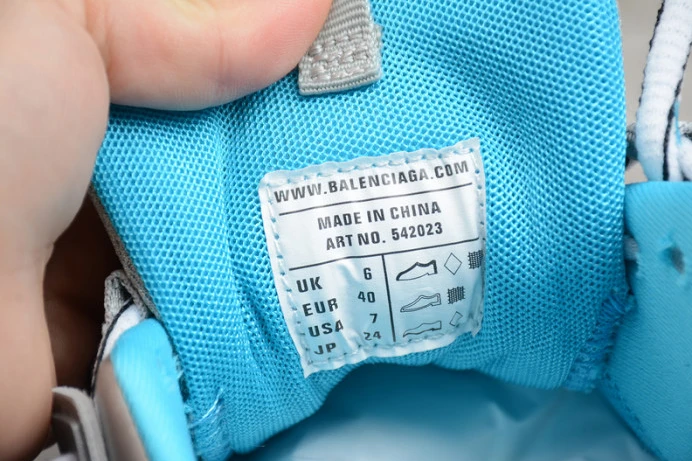 WWW.BALENCIAGA.COM
MADE IN CHINA
ART NO. 542023
UK 6
EUR 40
USA 7
JP 24